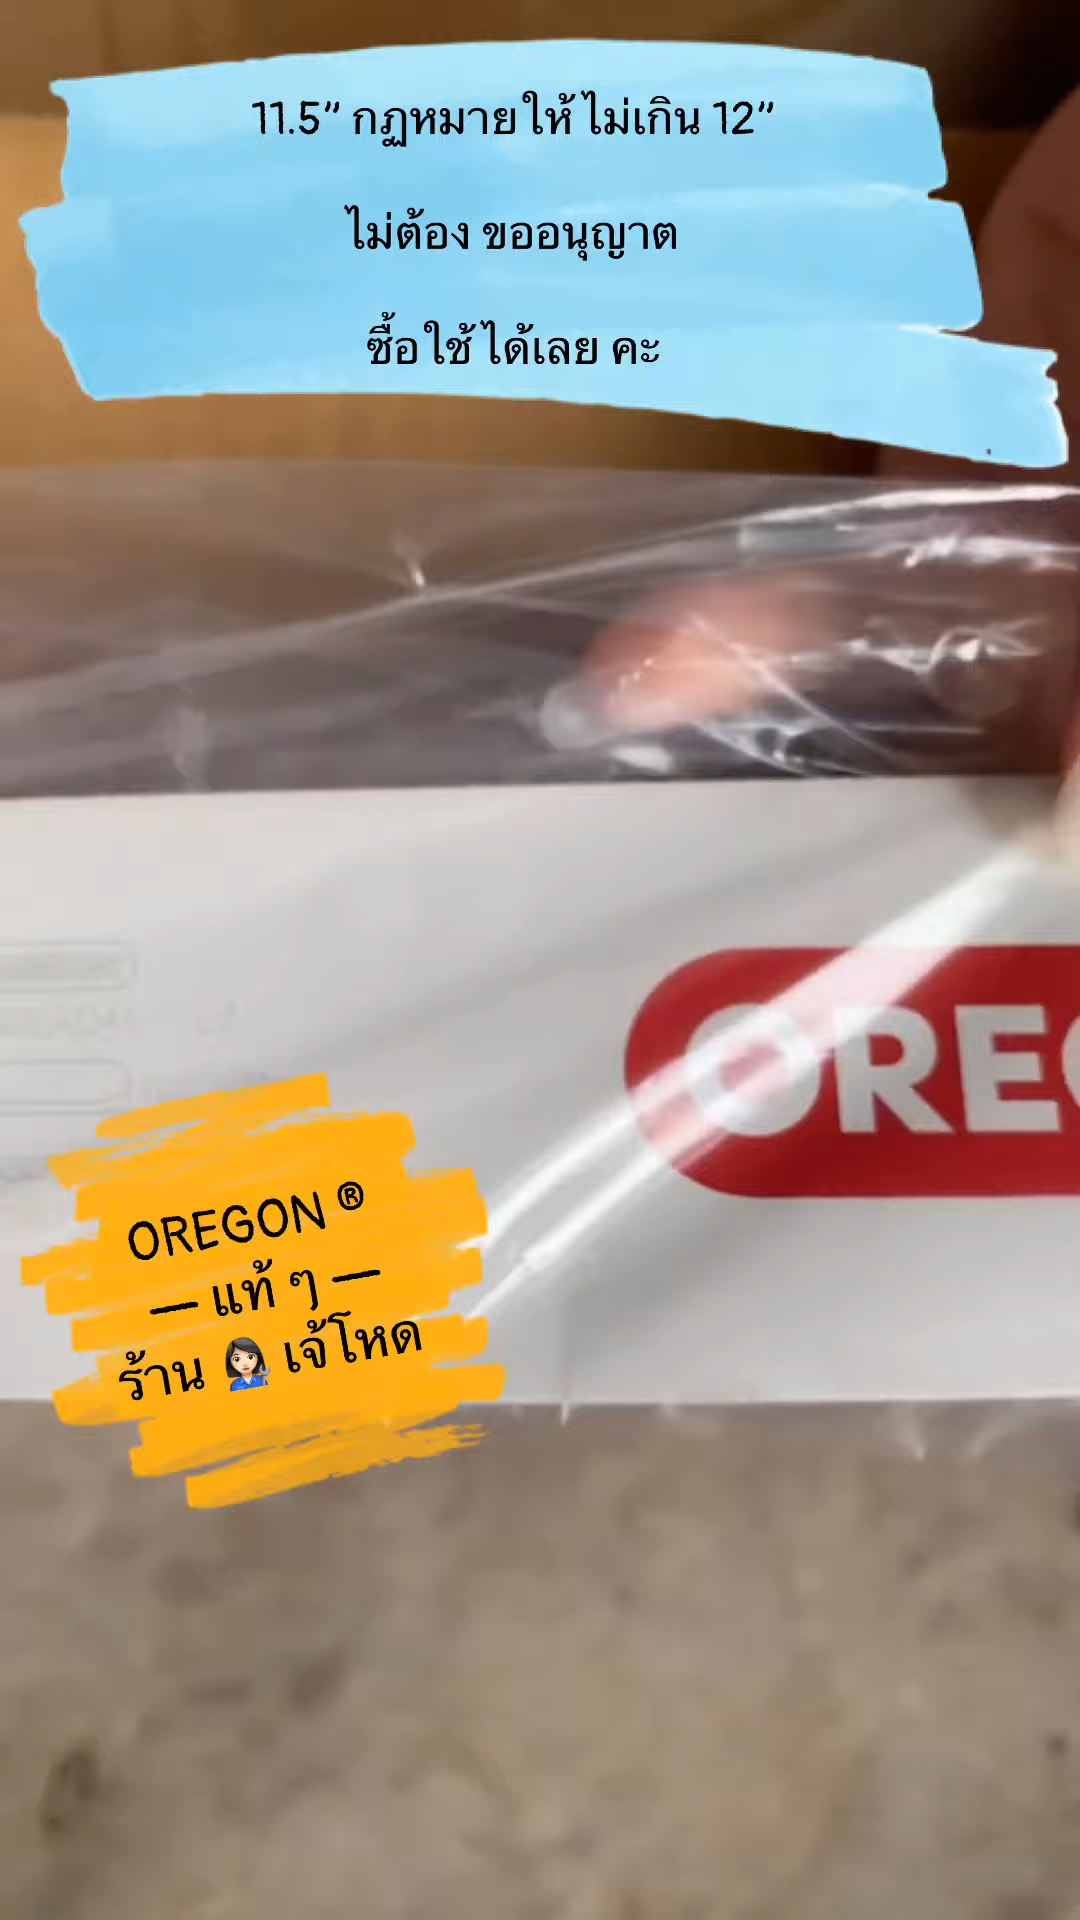 11.5” กฏหมายให้ ไม่เกิน 12”
ไม่ต้อง ขออนุญาต
ซื้อใช้ ได้เลย คะ
OREGON ®
— แท้ ๆ —
ร้าน 👩🏻‍🔧 เจ้โหด